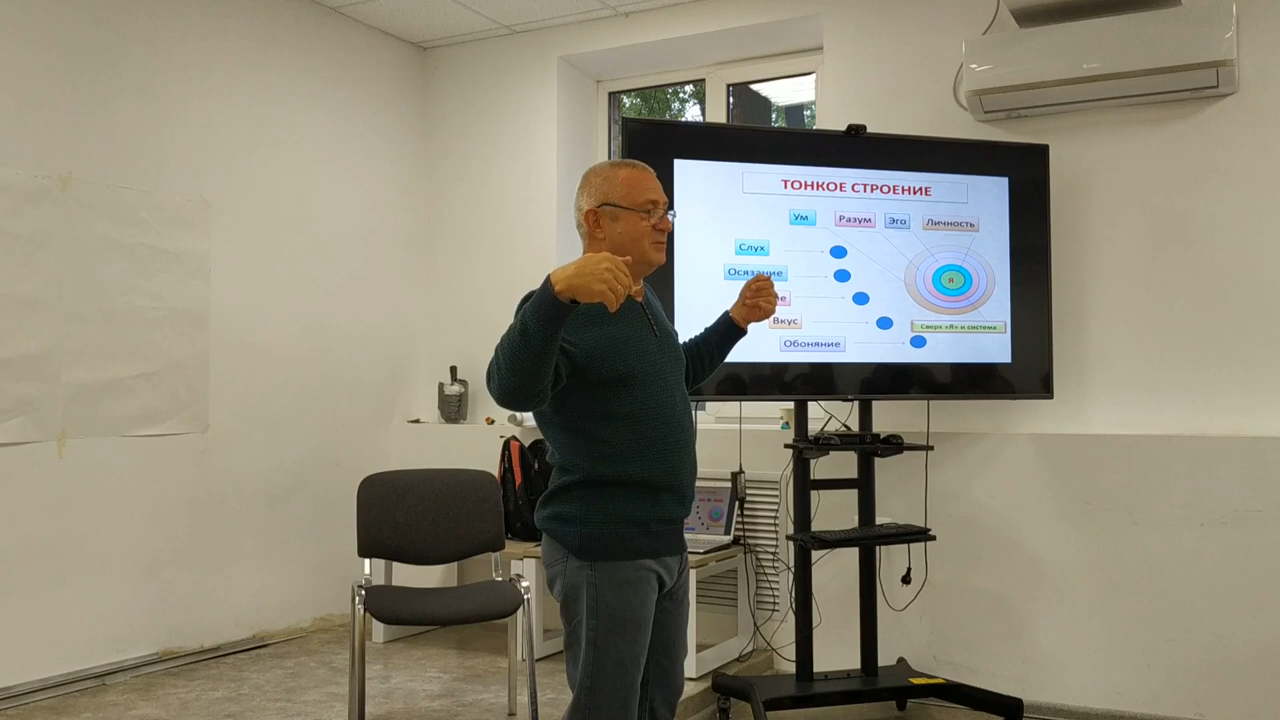 ТОНКОЕ СТРОЕНИЕ
Ум
Разум
Эго
Личность
Слух
Осязание
Я
Вкус
Сверх «Я» и система
Обоняние